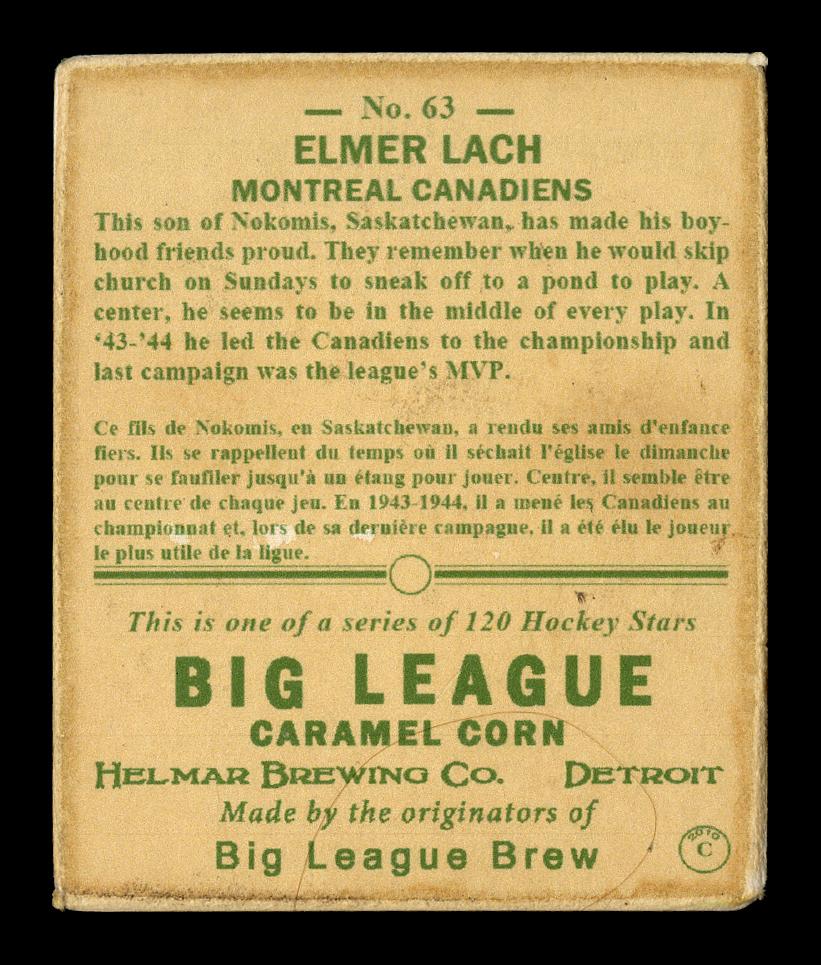 — No. 63 —
ELMER LACH
MONTREAL CANADIENS
This son of Nokomis, Saskatchewan, has made his boy-
hood friends proud. They remember when he would skip
church on Sundays to sneak off to a pond to play. A
center, he seems to be in the middle of every play. In
‘43-’44 he led the Canadiens to the championship and
last campaign was the league’s MVP.
Ce fils de Nokomis, en Saskatchewan, a rendu ses amis d'enfance
fiers. Ils se rappellent du temps où il séchait l'église le dimanche
pour se faufiler jusqu'à un étang pour jouer. Centre, il semble être
au centre de chaque jeu. En 1943-1944, il a mené les Canadiens au
championnat et, lors de sa dernière campagne, il a été élu le joueur
le plus utile de la ligue.
This is one of a series of 120 Hockey Stars
BIG LEAGUE
CARAMEL CORN
HELMAR BREWING CO. DETROIT
Made by the originators of
Big League Brew
2010
C